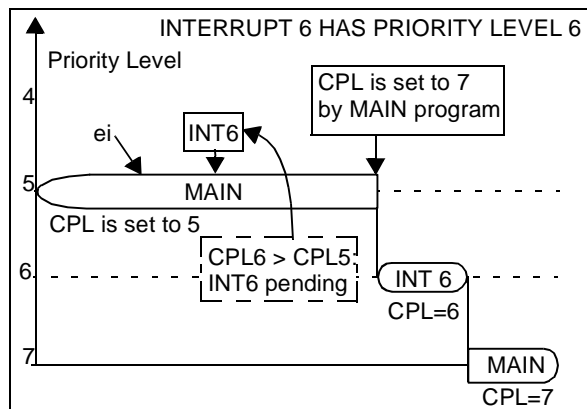 INTERRUPT 6 HAS PRIORITY LEVEL 6
Priority Level
CPL is set to 7
by MAIN program
4
ei
INT6
5
MAIN
CPL is set to 5
CPL6 > CPL5
INT6 pending
6
INT 6
CPL=6
7
MAIN
CPL=7